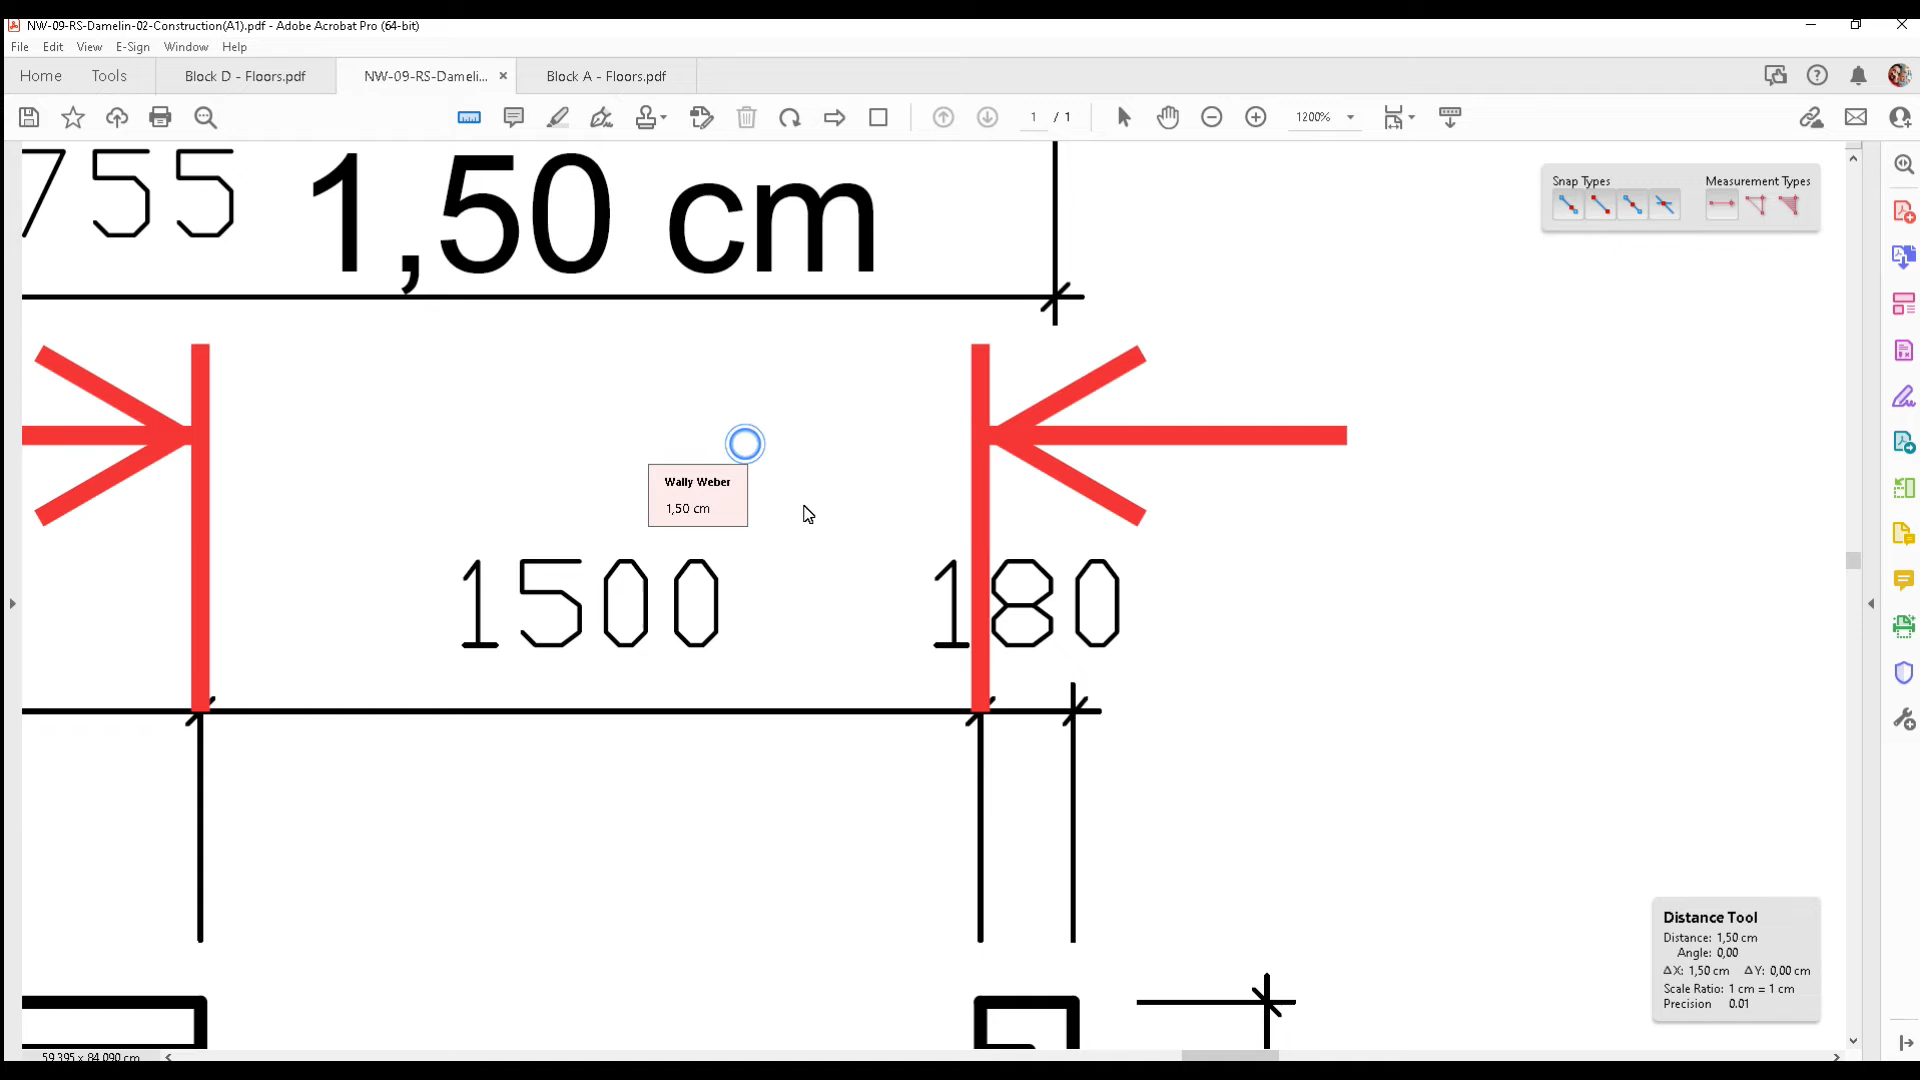 NW-09-RS-Damelin-02-Construction(A1).pdf - Adobe Acrobat Pro (64-bit)
File Edit View E-Sign Window Help
Home Tools Block D - Floors.pdf NW-09-RS-Dameli... × Block A - Floors.pdf
1 / 1 1200%
Snap Types Measurement Types
755 1,50 cm
Wally Weber
1,50 cm
1500 180
Distance Tool
Distance: 1,50 cm
Angle: 0,00
ΔX: 1,50 cm ΔY: 0,00 cm
Scale Ratio: 1 cm = 1 cm
Precision 0.01
59,395 x 84,090 cm